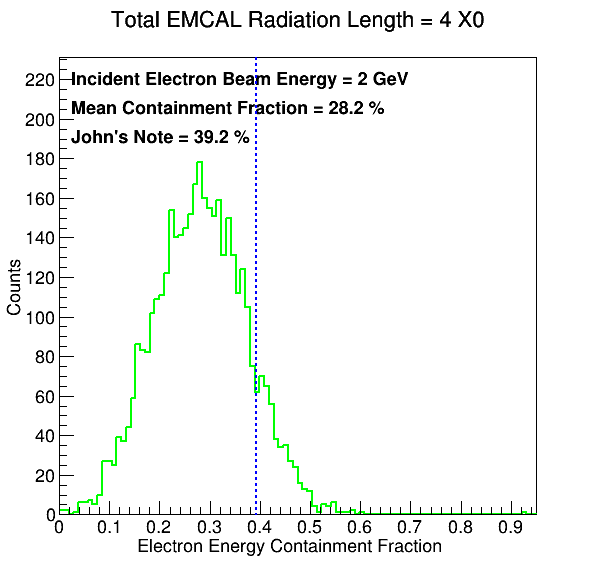 Total EMCAL Radiation Length = 4 X0
Incident Electron Beam Energy = 2 GeV
Mean Containment Fraction = 28.2 %
John's Note = 39.2 %
Counts
220
200
180
160
140
120
100
80
60
40
20
0
0 0.1 0.2 0.3 0.4 0.5 0.6 0.7 0.8 0.9
Electron Energy Containment Fraction